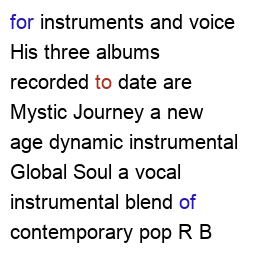 for instruments and voice
His three albums
recorded to date are
Mystic Journey a new
age dynamic instrumental
Global Soul a vocal
instrumental blend of
contemporary pop R B